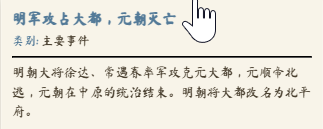 明军攻占大都，元朝灭亡
类别: 主要事件
明朝大将徐达、常遇春率军攻克元大都，元顺帝北
逃，元朝在中原的统治结束。明朝将大都改名为北平
府。